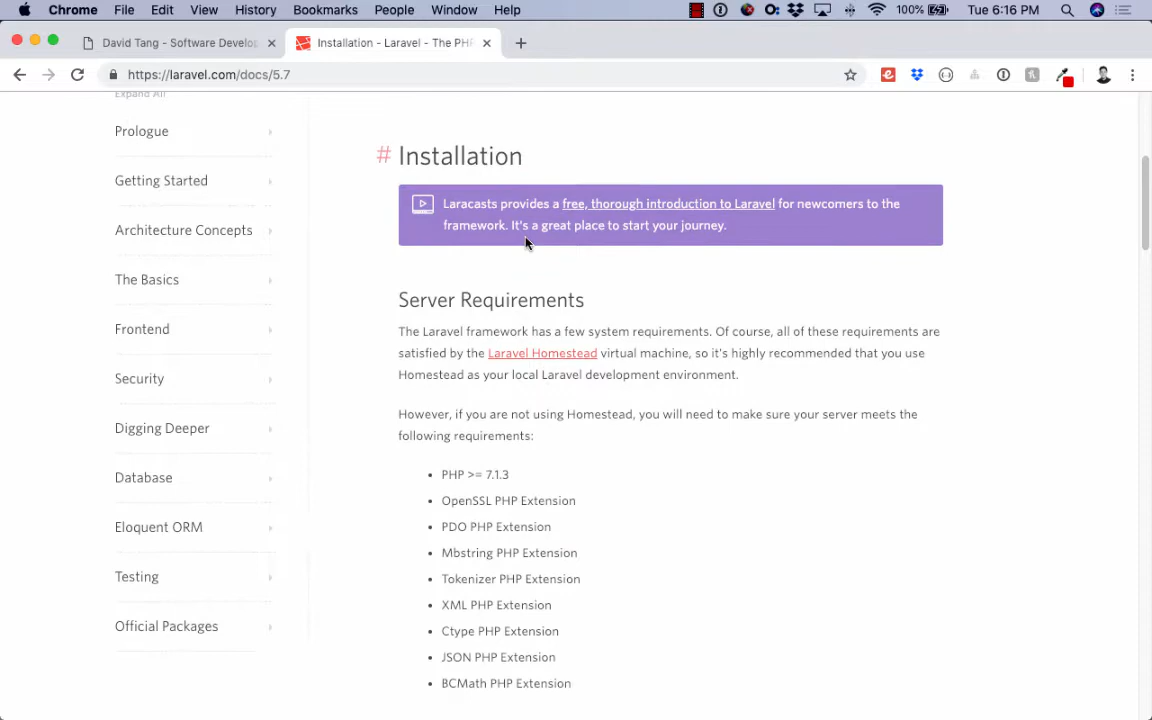 Chrome File Edit View History Bookmarks People Window Help 100% Tue 6:16 PM
David Tang - Software Develo
Installation - Laravel - The PH
https://laravel.com/docs/5.7
Expand All
Prologue
Getting Started
Architecture Concepts
The Basics
Frontend
Security
Digging Deeper
Database
Eloquent ORM
Testing
Official Packages
# Installation
Laracasts provides a free, thorough introduction to Laravel for newcomers to the
framework. It's a great place to start your journey.
Server Requirements
The Laravel framework has a few system requirements. Of course, all of these requirements are
satisfied by the Laravel Homestead virtual machine, so it's highly recommended that you use
Homestead as your local Laravel development environment.
However, if you are not using Homestead, you will need to make sure your server meets the
following requirements:
PHP >= 7.1.3
OpenSSL PHP Extension
PDO PHP Extension
Mbstring PHP Extension
Tokenizer PHP Extension
XML PHP Extension
Ctype PHP Extension
JSON PHP Extension
BCMath PHP Extension